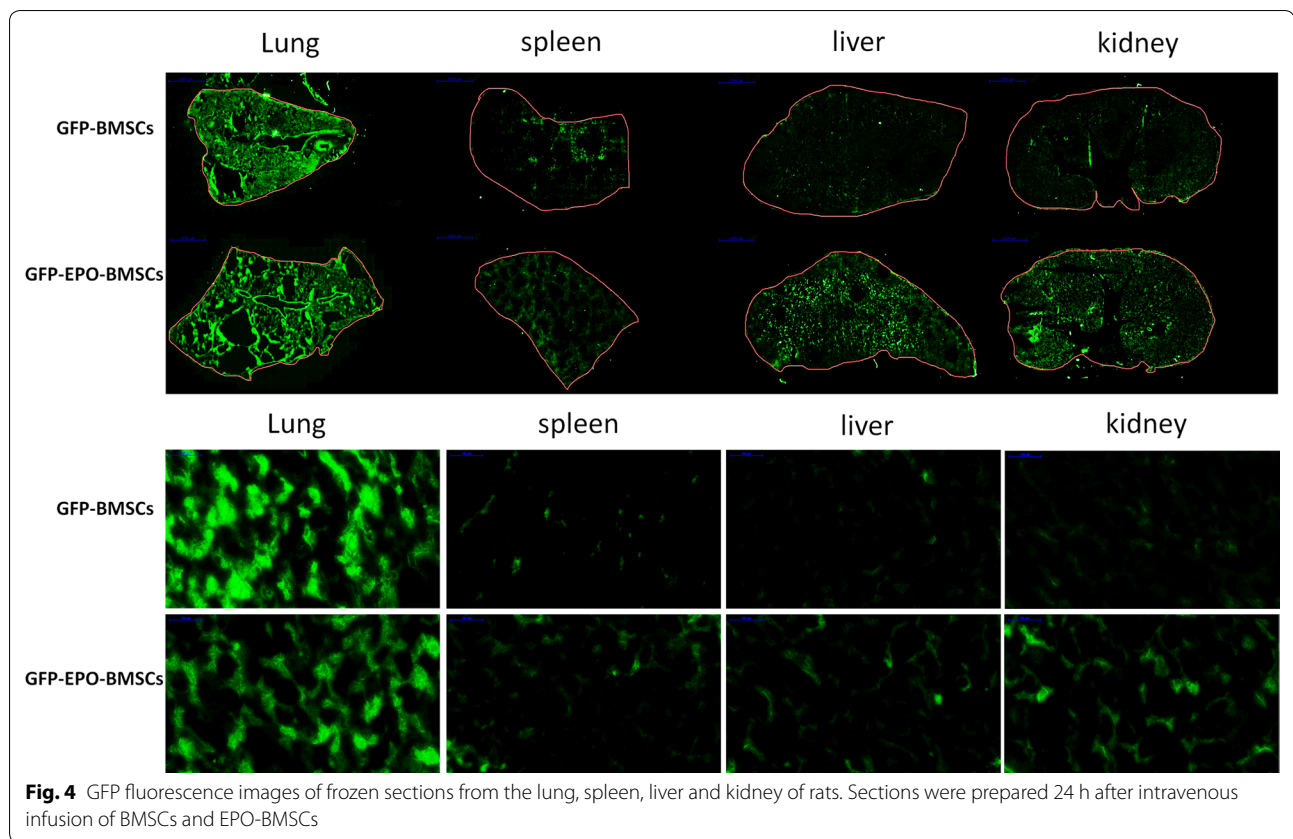 Lung spleen liver kidney
GFP-BMSCs
GFP-EPO-BMSCs
Lung spleen liver kidney
GFP-BMSCs
GFP-EPO-BMSCs
Fig. 4 GFP fluorescence images of frozen sections from the lung, spleen, liver and kidney of rats. Sections were prepared 24 h after intravenous
infusion of BMSCs and EPO-BMSCs